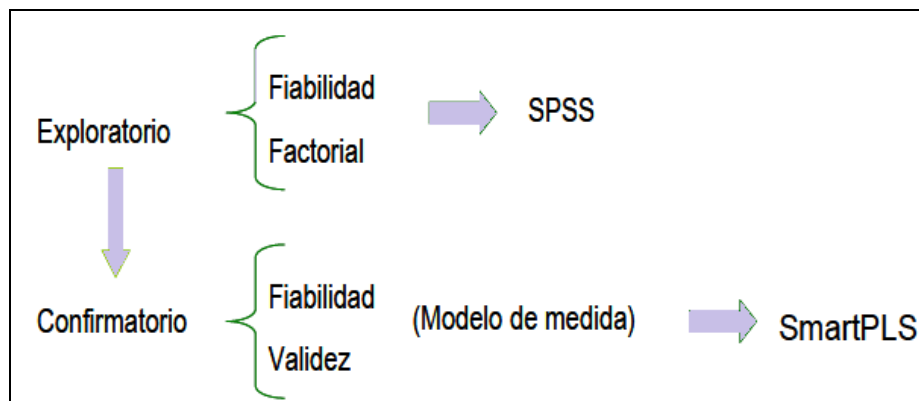 Exploratorio
Fiabilidad
Factorial
SPSS
Confirmatorio
Fiabilidad
Validez
(Modelo de medida)
SmartPLS